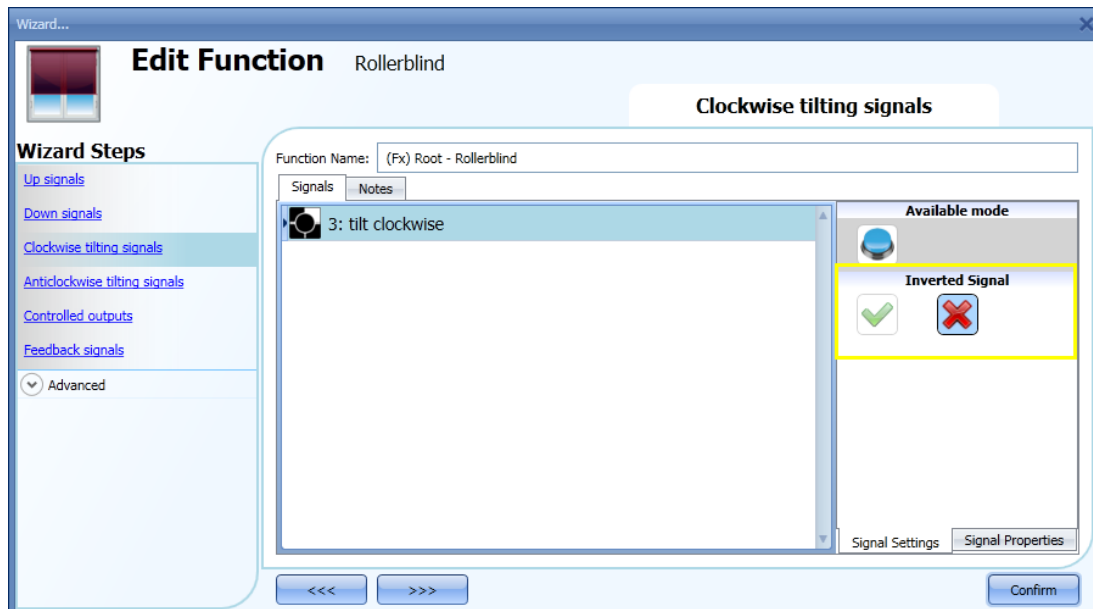 Wizard...
Edit Function Rollerblind
Clockwise tilting signals
Wizard Steps
Up signals
Down signals
Clockwise tilting signals
Anticlockwise tilting signals
Controlled outputs
Feedback signals
Advanced
Function Name: (Fx) Root - Rollerblind
Signals Notes
3: tilt clockwise
Available mode
Inverted Signal
Signal Settings Signal Properties
<<< >>> Confirm